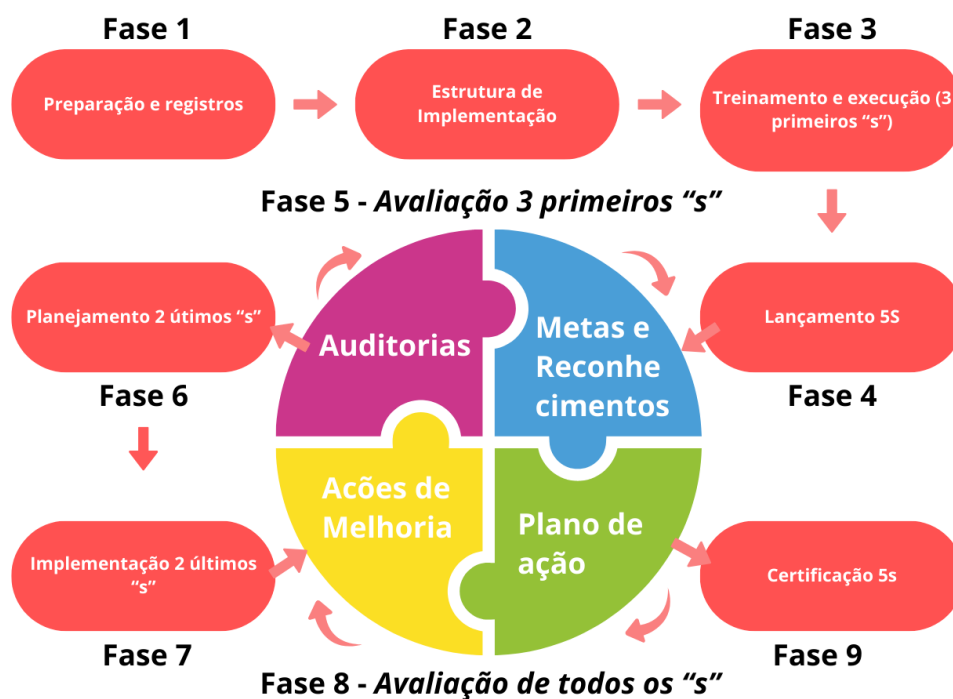 Fase 1
Preparação e registros
Fase 2
Estrutura de
Implementação
Fase 3
Treinamento e execução (3
primeiros “s”)
Fase 5 - Avaliação 3 primeiros “s”
Planejamento 2 útimos “s”
Fase 6
Auditorias
Metas e
Reconhe
cimentos
Lançamento 5S
Fase 4
Acões de
Melhoria
Plano de
ação
Implementação 2 últimos
“s”
Fase 7
Certificação 5s
Fase 9
Fase 8 - Avaliação de todos os “s”